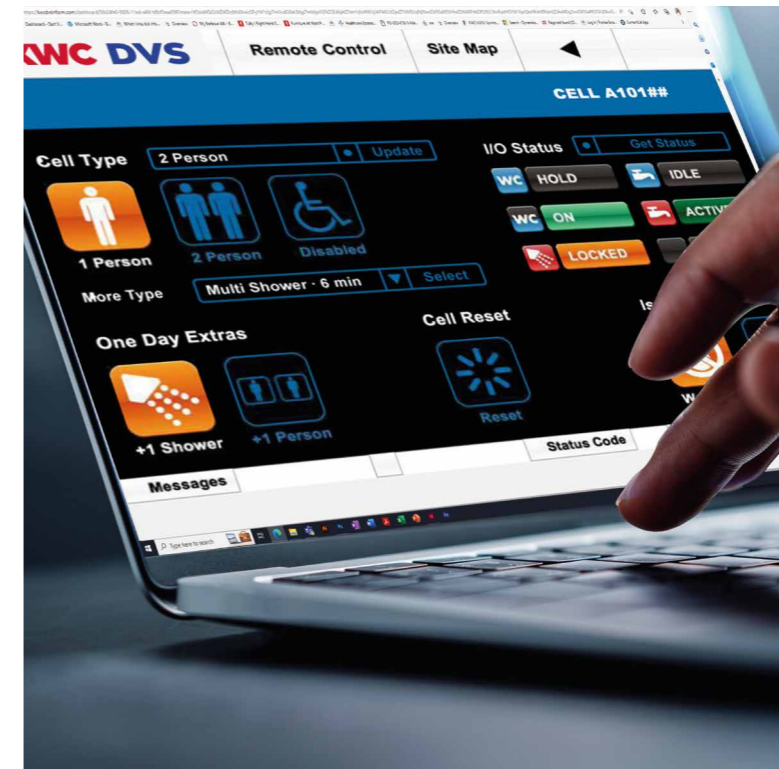 KWC DVS
Remote Control
Site Map
CELL A101##
Cell Type
2 Person
Update
I/O Status
Get Status
WC
HOLD
IDLE
WC
ON
ACTIVE
LOCKED
1 Person
2 Person
Disabled
More Type
Multi Shower · 6 min
Select
One Day Extras
Cell Reset
+1 Shower
+1 Person
Reset
Messages
Status Code
Type here to search